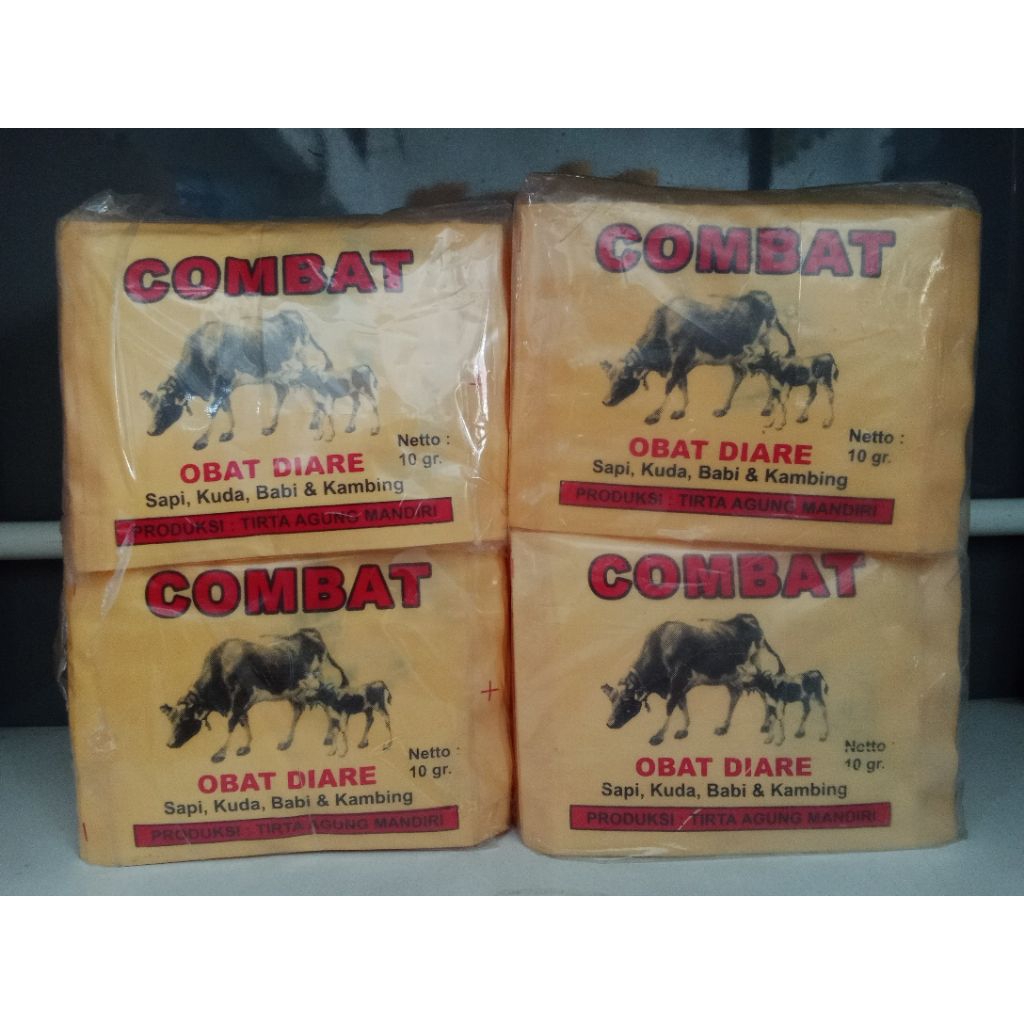 COMBAT
Netto :
OBAT DIARE 10 gr.
Sapi, Kuda, Babi & Kambing
PRODUKSI : TIRTA AGUNG MANDIRI
COMBAT
Netto :
OBAT DIARE 10 gr.
Sapi, Kuda, Babi & Kambing
PRODUKSI : TIRTA AGUNG MANDIRI
COMBAT
Netto :
OBAT DIARE 10 gr.
Sapi, Kuda, Babi & Kambing
PRODUKSI : TIRTA AGUNG MANDIRI
COMBAT
Netto :
OBAT DIARE 10 gr.
Sapi, Kuda, Babi & Kambing
PRODUKSI : TIRTA AGUNG MANDIRI